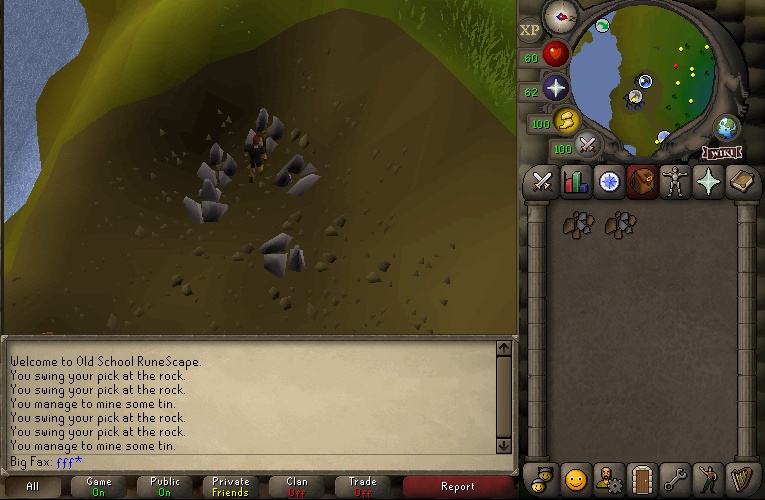 XP
60
62
100
100
WIKI
Welcome to Old School RuneScape.
You swing your pick at the rock.
You swing your pick at the rock.
You manage to mine some tin.
You swing your pick at the rock.
You swing your pick at the rock.
You manage to mine some tin.
Big Fax: fff*
All
Game
On
Public
On
Private
Friends
Clan
Off
Trade
Off
Report